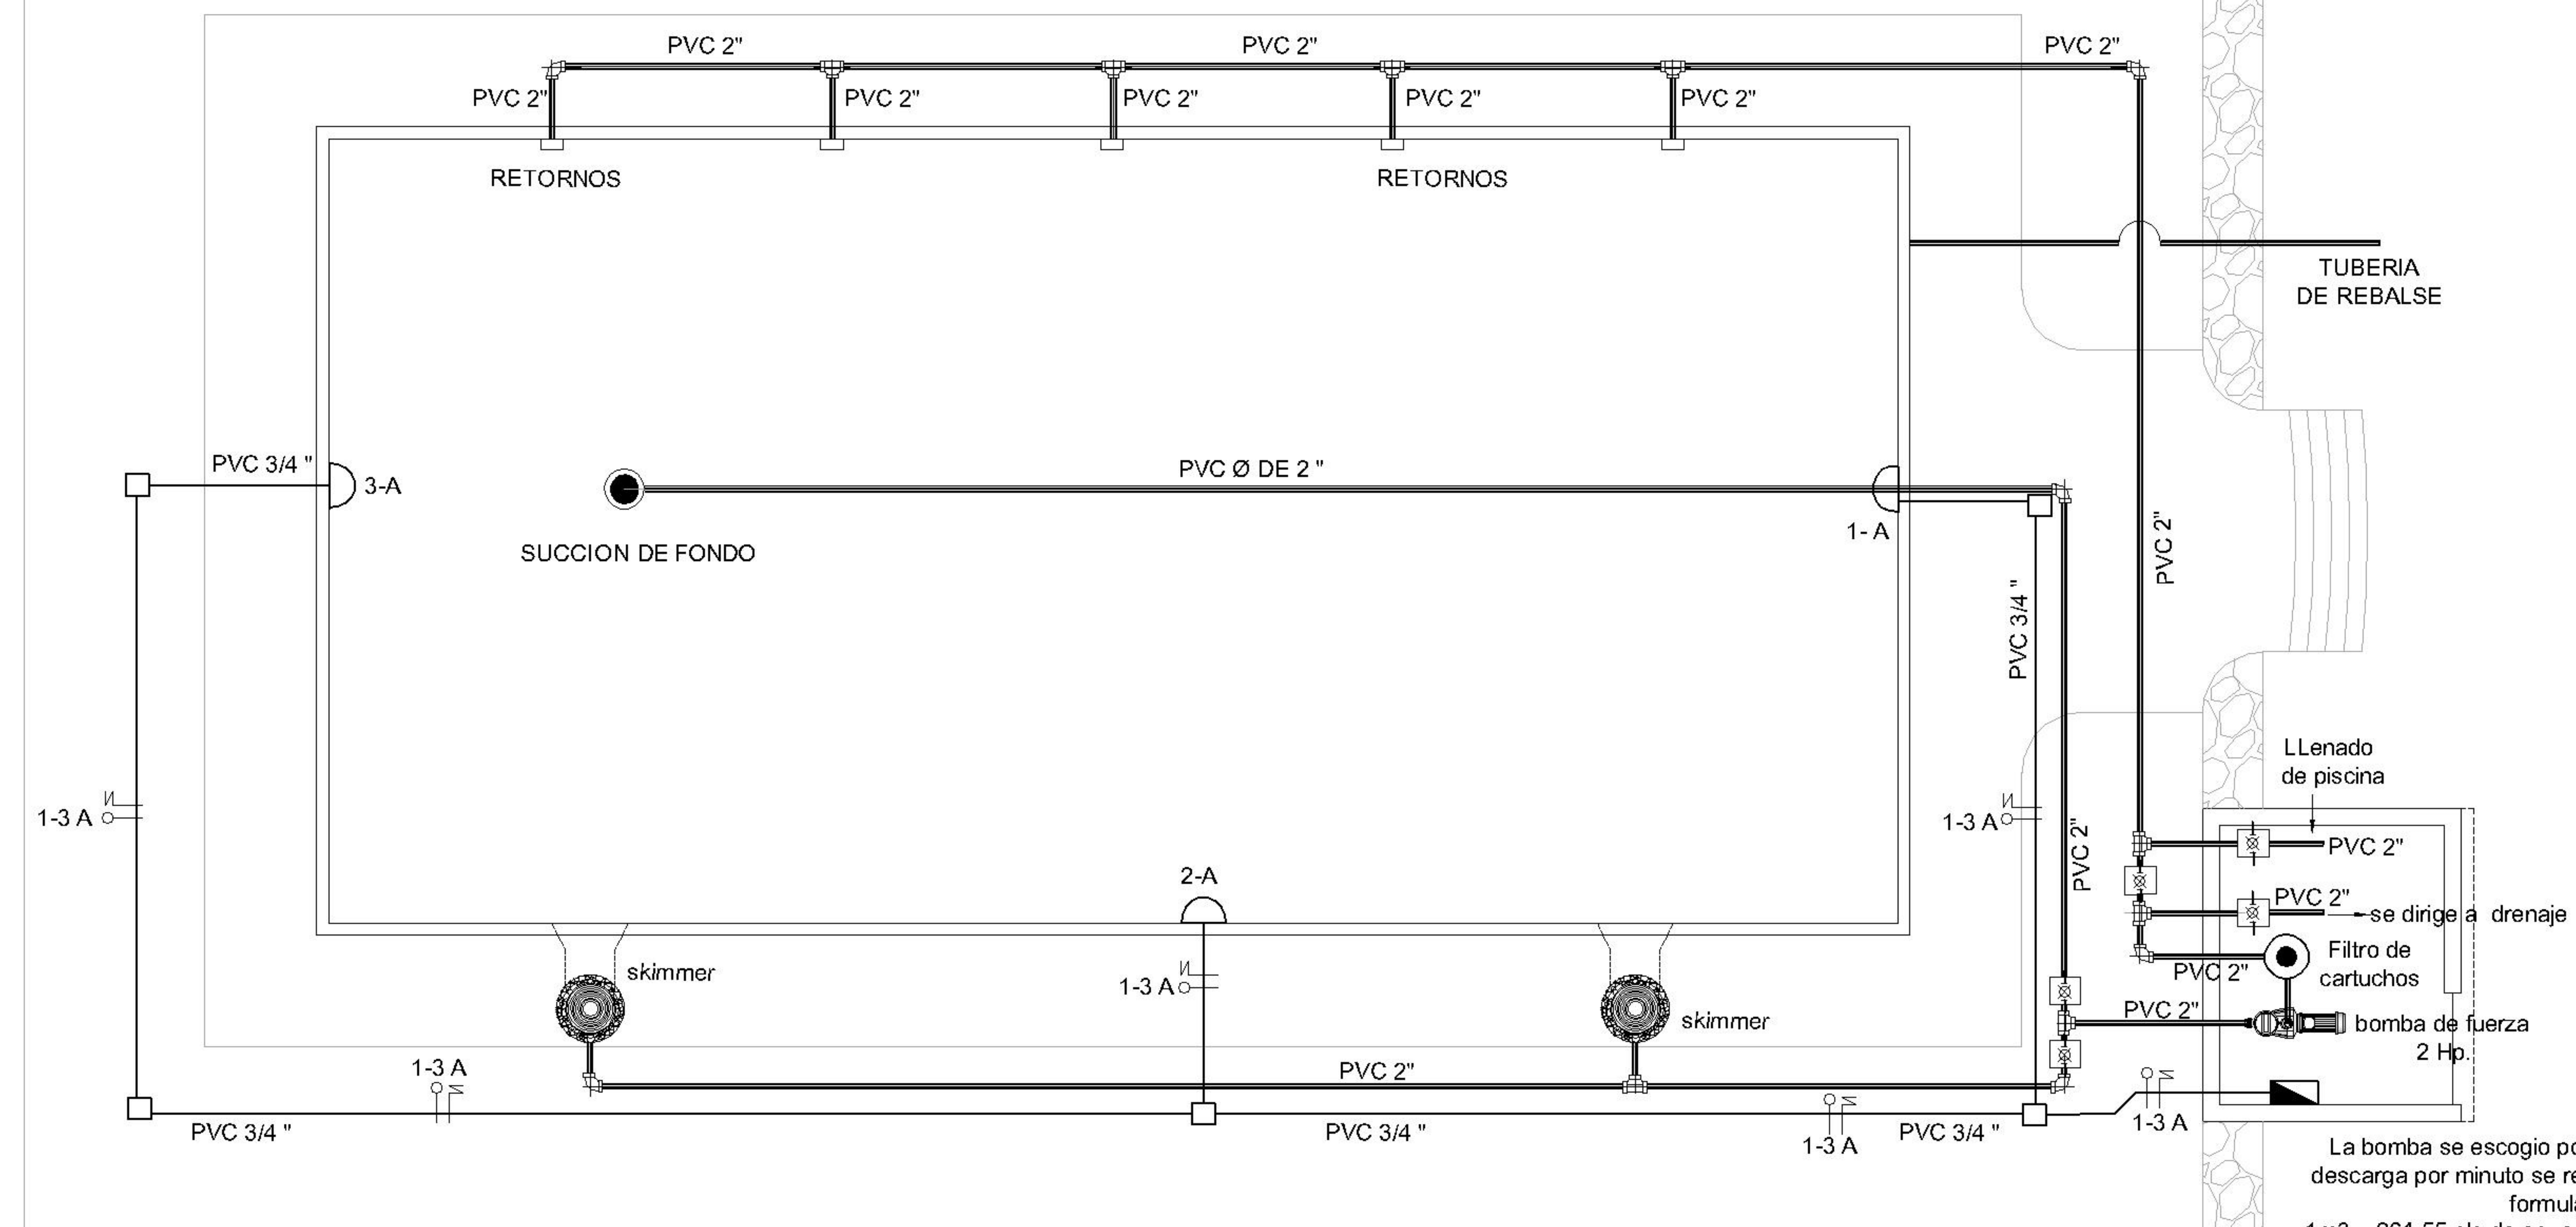 PVC 2"
PVC 2"
PVC 2"
PVC 2"
PVC 2"
PVC 2"
PVC 2"
PVC 2"
RETORNOS
RETORNOS
TUBERIA
DE REBALSE
PVC 3/4 "
3-A
PVC Ø DE 2 "
1- A
SUCCION DE FONDO
PVC 2"
PVC 3/4 "
LLenado
de piscina
1-3 A
1-3 A
PVC 2"
PVC 2"
2-A
PVC 2"
se dirige a drenaje
Filtro de
cartuchos
PVC 2"
skimmer
1-3 A
skimmer
PVC 2"
bomba de fuerza
2 Hp.
1-3 A
PVC 2"
PVC 3/4 "
PVC 3/4 "
1-3 A
PVC 3/4 "
1-3 A
La bomba se escogio
descarga por minuto se